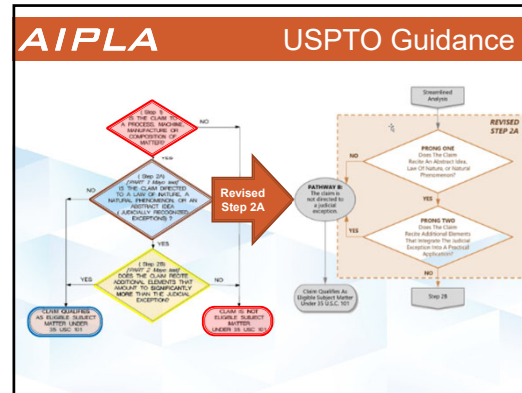 AIPLA
USPTO Guidance
( Step 1)
IS THE CLAIM TO
A PROCESS, MACHINE,
MANUFACTURE OR
COMPOSITION OF
MATTER?
NO
YES
( Step 2A)
[PART 1 Mayo test]
IS THE CLAIM DIRECTED
TO A LAW OF NATURE, A
NATURAL PHENOMENON, OR AN
ABSTRACT IDEA
( JUDICIALLY RECOGNIZED
EXCEPTIONS) ?
NO
YES
( Step 2B)
[PART 2 Mayo test]
DOES THE CLAIM RECITE
ADDITIONAL ELEMENTS THAT
AMOUNT TO SIGNIFICANTLY
MORE THAN THE JUDICIAL
EXCEPTION?
YES
NO
CLAIM QUALIFIES
AS ELIGIBLE SUBJECT
MATTER UNDER
35 USC 101
CLAIM IS NOT
ELIGIBLE SUBJECT
MATTER
UNDER 35 USC 101
Revised
Step 2A
Streamlined
Analysis
REVISED
STEP 2A
PRONG ONE
Does The Claim
Recite An Abstract Idea,
Law Of Nature, or Natural
Phenomenon?
NO
YES
PATHWAY B:
The claim is
not directed to
a judicial
exception.
PRONG TWO
Does The Claim
Recite Additional Elements
That Integrate The Judicial
Exception Into A Practical
Application?
YES
NO
Claim Qualifies As
Eligible Subject Matter
Under 35 U.S.C. 101
Step 2B